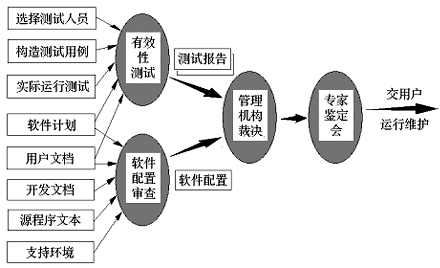 选择测试人员
构造测试用例
实际运行测试
软件计划
用户文档
开发文档
源程序文本
支持环境
有效
性
测试
测试报告
软件
配置
审查
软件配置
管理
机构
裁决
专家
鉴定
会
交用户
运行维护